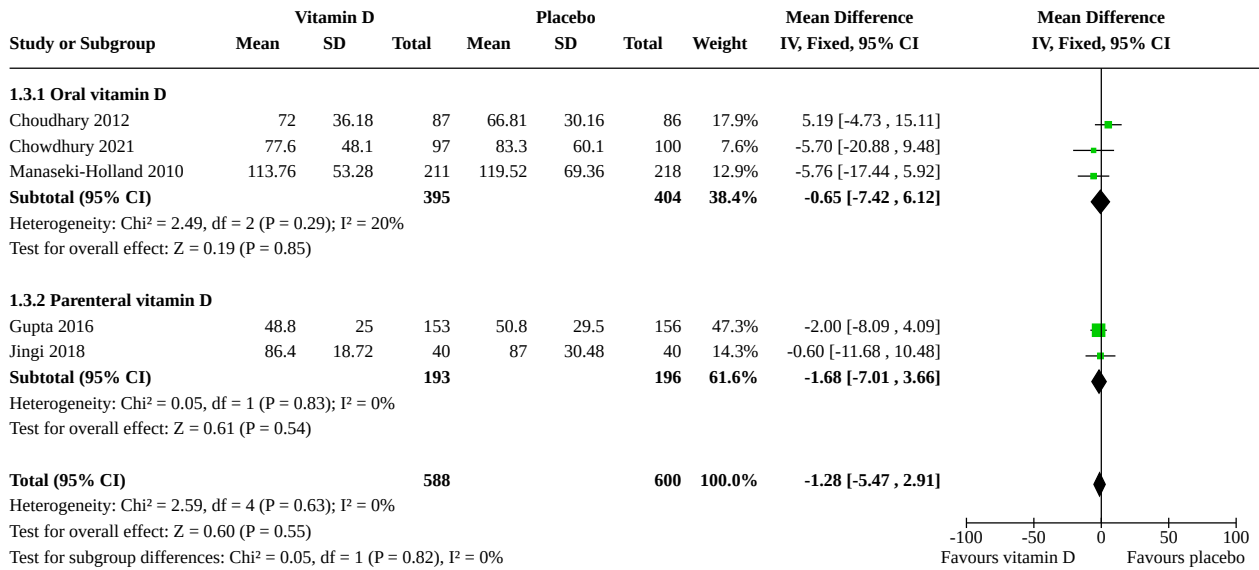 Vitamin D Placebo Mean Difference Mean Difference
Study or Subgroup Mean SD Total Mean SD Total Weight IV, Fixed, 95% CI IV, Fixed, 95% CI
1.3.1 Oral vitamin D
Choudhary 2012 72 36.18 87 66.81 30.16 86 17.9% 5.19 [-4.73 , 15.11]
Chowdhury 2021 77.6 48.1 97 83.3 60.1 100 7.6% -5.70 [-20.88 , 9.48]
Manaseki-Holland 2010 113.76 53.28 211 119.52 69.36 218 12.9% -5.76 [-17.44 , 5.92]
Subtotal (95% CI) 395 404 38.4% -0.65 [-7.42 , 6.12]
Heterogeneity: Chi² = 2.49, df = 2 (P = 0.29); I² = 20%
Test for overall effect: Z = 0.19 (P = 0.85)
1.3.2 Parenteral vitamin D
Gupta 2016 48.8 25 153 50.8 29.5 156 47.3% -2.00 [-8.09 , 4.09]
Jingi 2018 86.4 18.72 40 87 30.48 40 14.3% -0.60 [-11.68 , 10.48]
Subtotal (95% CI) 193 196 61.6% -1.68 [-7.01 , 3.66]
Heterogeneity: Chi² = 0.05, df = 1 (P = 0.83); I² = 0%
Test for overall effect: Z = 0.61 (P = 0.54)
Total (95% CI) 588 600 100.0% -1.28 [-5.47 , 2.91]
Heterogeneity: Chi² = 2.59, df = 4 (P = 0.63); I² = 0%
Test for overall effect: Z = 0.60 (P = 0.55)
Test for subgroup differences: Chi² = 0.05, df = 1 (P = 0.82), I² = 0%
-100 -50 0 50 100
Favours vitamin D Favours placebo